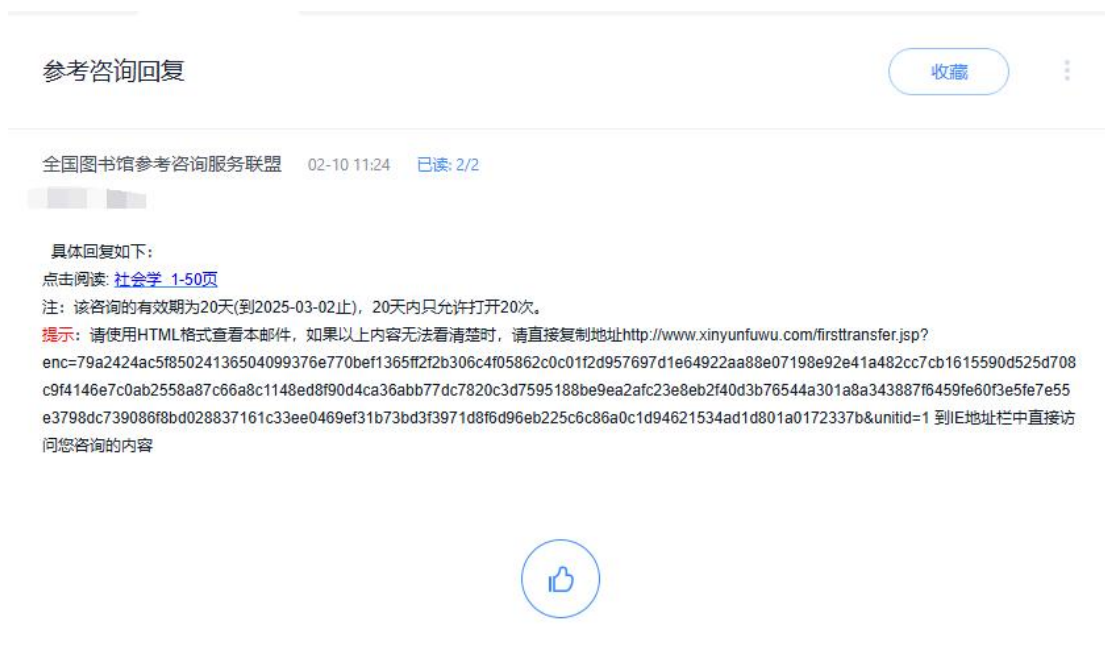 参考咨询回复
收藏
全国图书馆参考咨询服务联盟 02-10 11:24 已读: 2/2
具体回复如下：
点击阅读: 社会学_1-50页
注：该咨询的有效期为20天(到2025-03-02止)，20天内只允许打开20次。
提示：请使用HTML格式查看本邮件，如果以上内容无法看清楚时，请直接复制地址http://www.xinyunfuwu.com/firsttransfer.jsp?
enc=79a2424ac5f85024136504099376e770bef1365ff2f2b306c4f05862c0c01f2d957697d1e64922aa88e07198e92e41a482cc7cb1615590d525d708
c9f4146e7c0ab2558a87c66a8c1148ed8f90d4ca36abb77dc7820c3d7595188be9ea2afc23e8eb2f40d3b76544a301a8a343887f6459fe60f3e5fe7e55
e3798dc739086f8bd028837161c33ee0469ef31b73bd3f3971d8f6d96eb225c6c86a0c1d94621534ad1d801a0172337b&unitid=1 到IE地址栏中直接访
问您咨询的内容